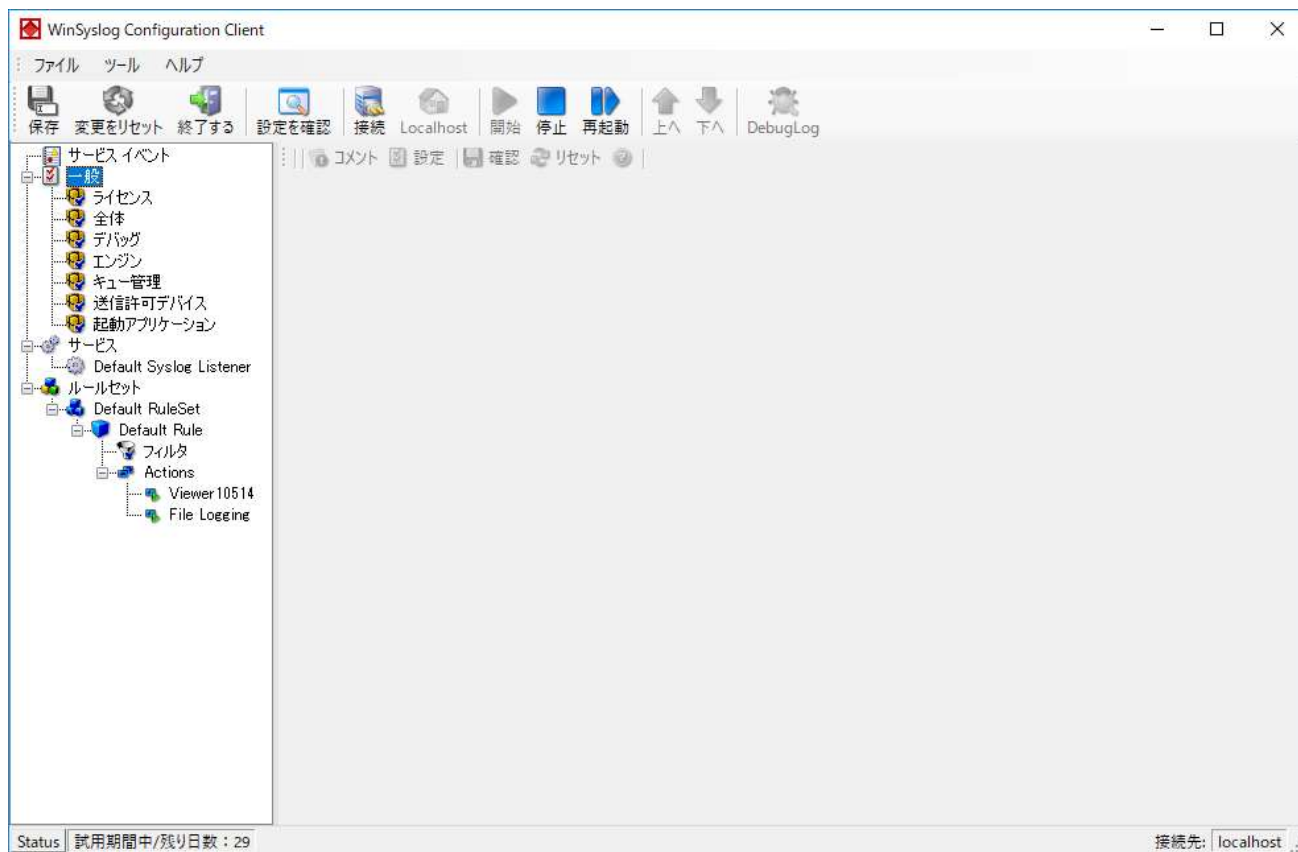 WinSyslog Configuration Client
ファイル ツール ヘルプ
保存 変更をリセット 終了する 設定を確認 接続 Localhost 開始 停止 再起動 上へ 下へ DebugLog
コメント 設定 確認 リセット
サービス イベント
一般
ライセンス
全体
デバッグ
エンジン
キュー管理
送信許可デバイス
起動アプリケーション
サービス
Default Syslog Listener
ルールセット
Default RuleSet
Default Rule
フィルタ
Actions
Viewer10514
File Logging
Status 試用期間中/残り日数:29 接続先: localhost